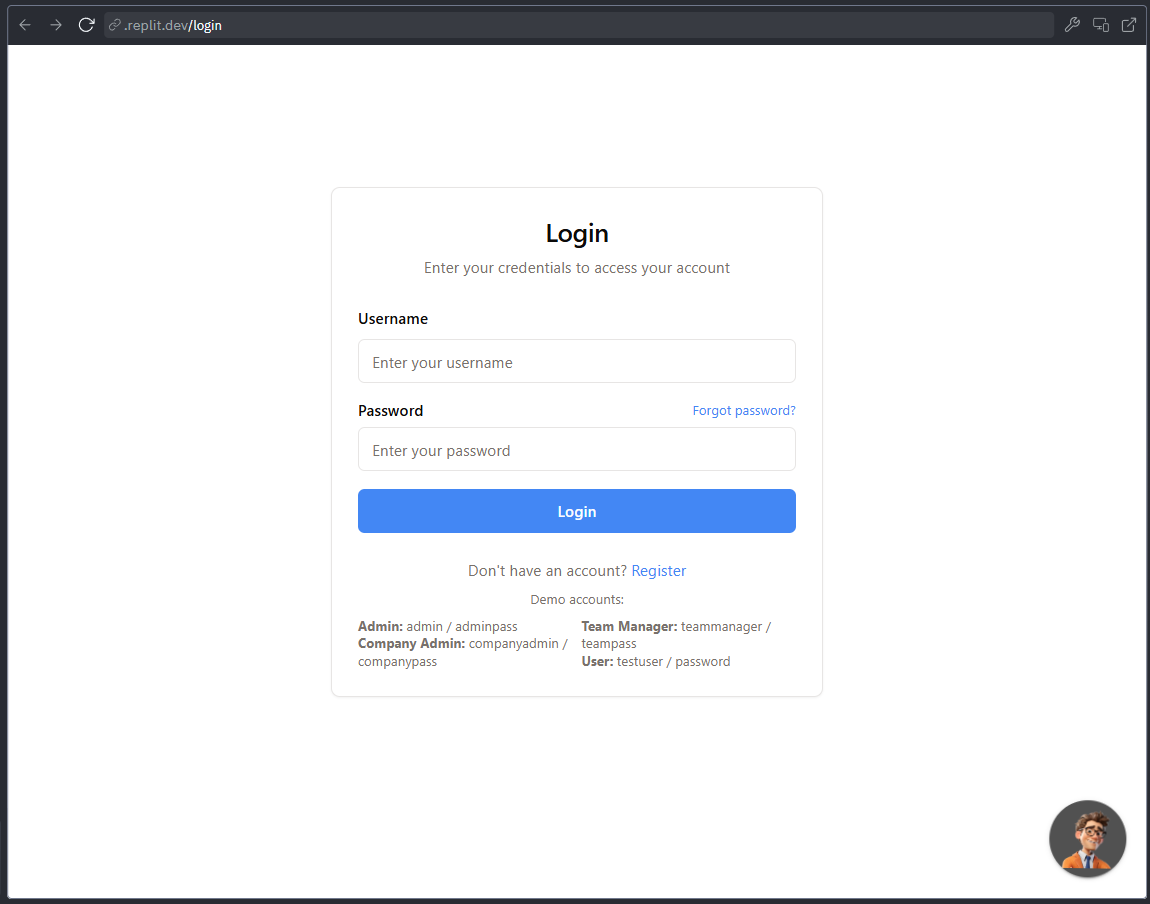 .replit.dev/login
Login
Enter your credentials to access your account
Username
Enter your username
Password
Forgot password?
Enter your password
Login
Don't have an account? Register
Demo accounts:
Admin: admin / adminpass
Company Admin: companyadmin /
companypass
Team Manager: teammanager /
teampass
User: testuser / password